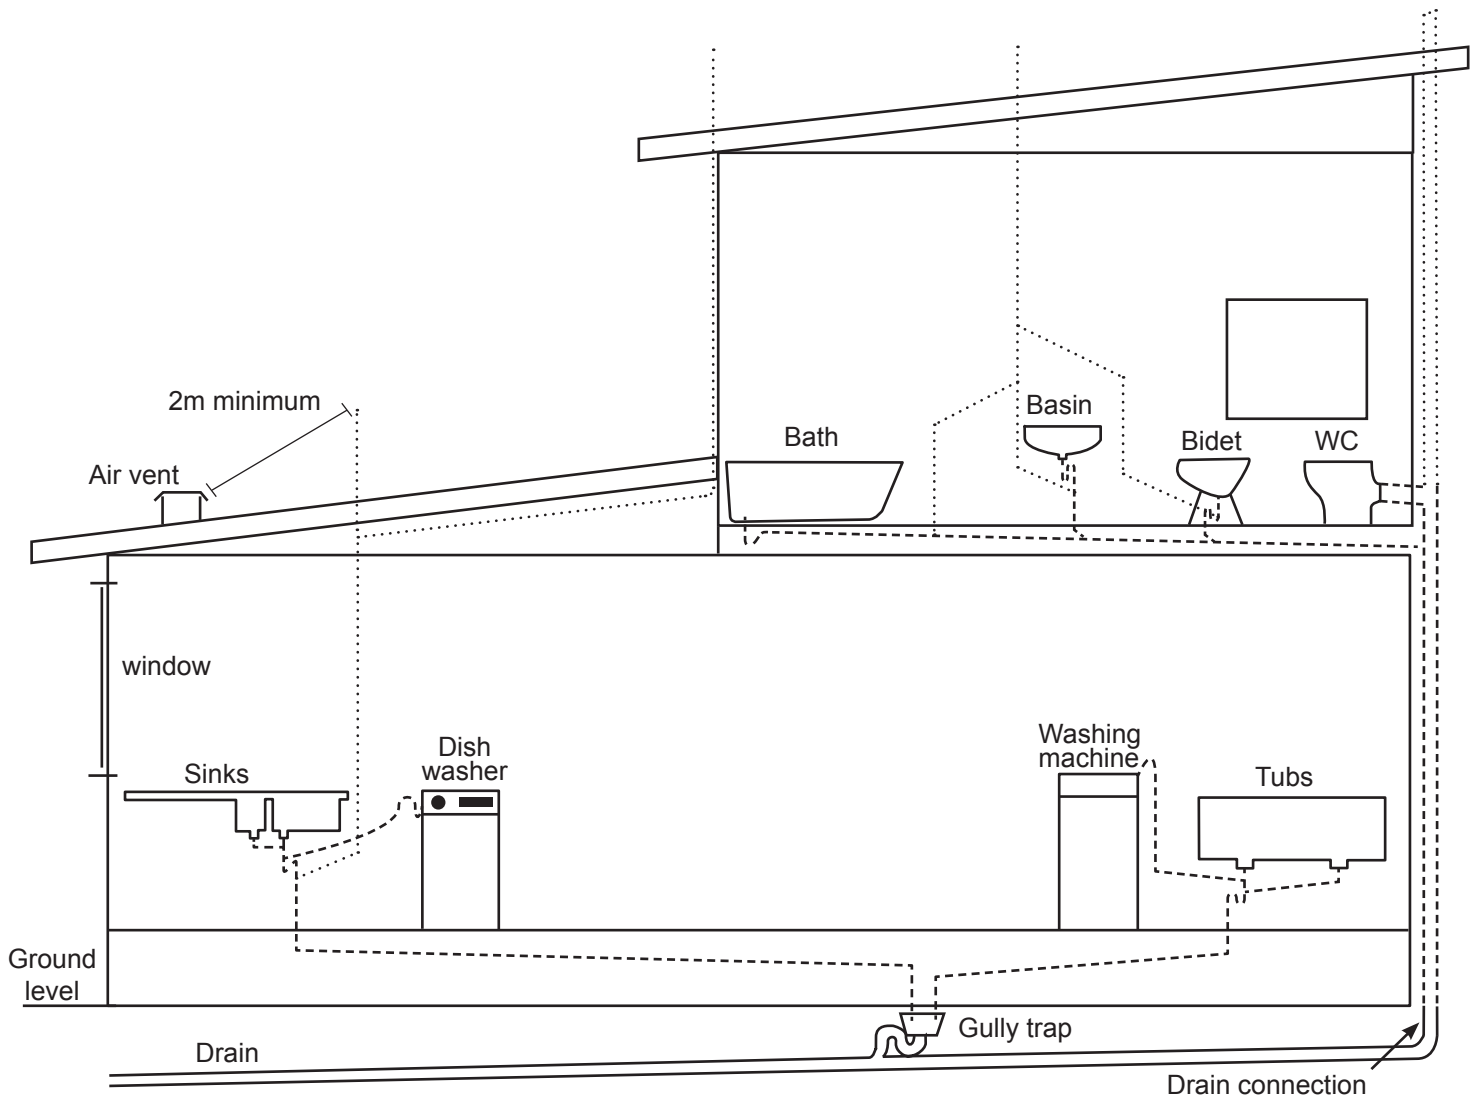 2m minimum
Air vent
Bath
Basin
Bidet
WC
window
Sinks
Dish
washer
Washing
machine
Tubs
Ground
level
Gully trap
Drain
Drain connection